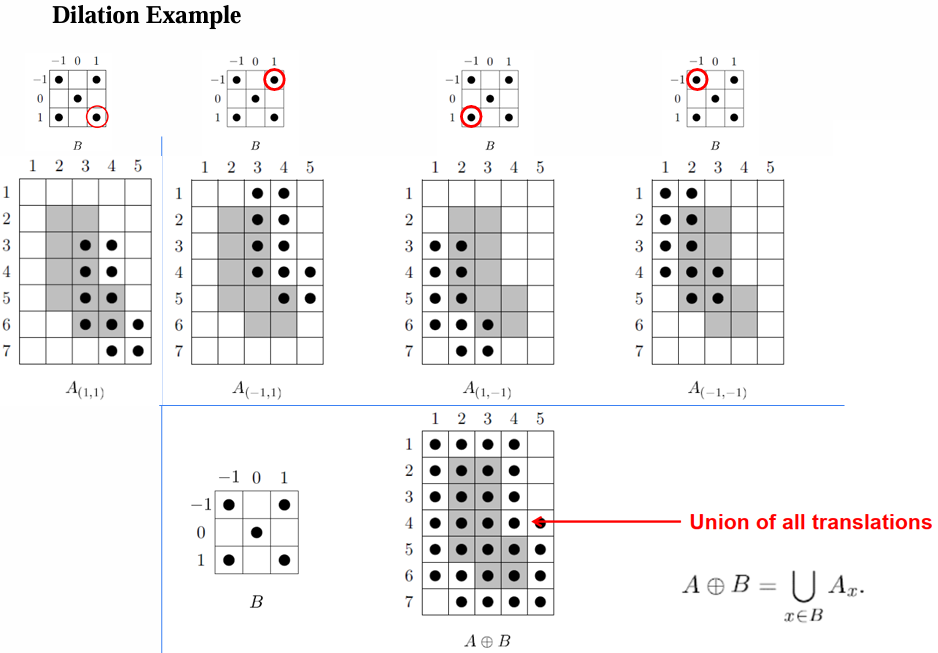 Dilation Example
−1 0 1 −1 0 1 −1 0 1 −1 0 1
−1 −1 −1 −1
0 0 0 0
1 1 1 1
B B B B
1 2 3 4 5 1 2 3 4 5 1 2 3 4 5 1 2 3 4 5
1 1 1 1
2 2 2 2
3 3 3 3
4 4 4 4
5 5 5 5
6 6 6 6
7 7 7 7
A(1,1) A(−1,1) A(1,−1) A(−1,−1)
1 2 3 4 5
1
2
3
−1 0 1
−1
0
1
B
4
5
6
7
A ⊕ B
Union of all translations
A ⊕ B = ⋃ Aₓ.
x∈B